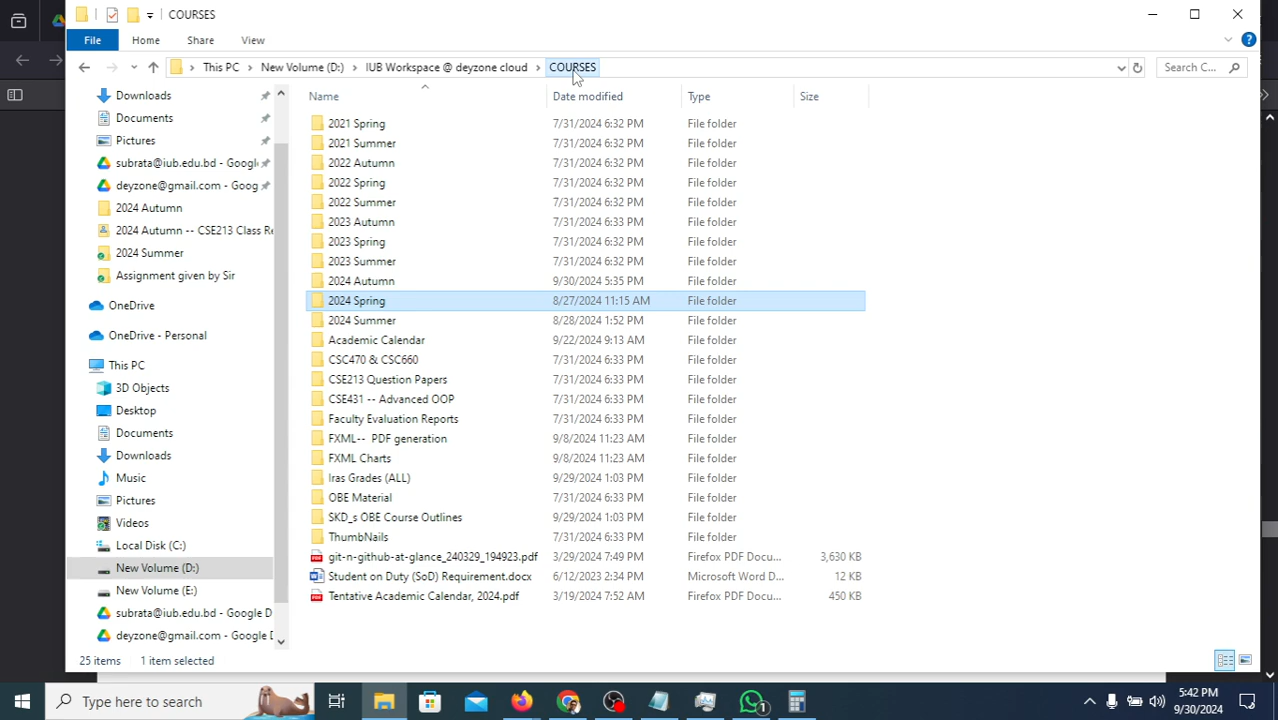 COURSES
File Home Share View
This PC New Volume (D:) IUB Workspace @ deyzone cloud COURSES Search C...
Name Date modified Type Size
Downloads
Documents
Pictures
subrata@iub.edu.bd - Googl
deyzone@gmail.com - Goog
2024 Autumn
2024 Autumn -- CSE213 Class Re
2024 Summer
Assignment given by Sir
OneDrive
OneDrive - Personal
This PC
3D Objects
Desktop
Documents
Downloads
Music
Pictures
Videos
Local Disk (C:)
New Volume (D:)
New Volume (E:)
subrata@iub.edu.bd - Google D
deyzone@gmail.com - Google D
2021 Spring 7/31/2024 6:32 PM File folder
2021 Summer 7/31/2024 6:32 PM File folder
2022 Autumn 7/31/2024 6:32 PM File folder
2022 Spring 7/31/2024 6:32 PM File folder
2022 Summer 7/31/2024 6:32 PM File folder
2023 Autumn 7/31/2024 6:33 PM File folder
2023 Spring 7/31/2024 6:32 PM File folder
2023 Summer 7/31/2024 6:32 PM File folder
2024 Autumn 9/30/2024 5:35 PM File folder
2024 Spring 8/27/2024 11:15 AM File folder
2024 Summer 8/28/2024 1:52 PM File folder
Academic Calendar 9/22/2024 9:13 AM File folder
CSC470 & CSC660 7/31/2024 6:33 PM File folder
CSE213 Question Papers 7/31/2024 6:33 PM File folder
CSE431 -- Advanced OOP 7/31/2024 6:33 PM File folder
Faculty Evaluation Reports 7/31/2024 6:33 PM File folder
FXML-- PDF generation 9/8/2024 11:23 AM File folder
FXML Charts 9/8/2024 11:23 AM File folder
Iras Grades (ALL) 9/29/2024 1:03 PM File folder
OBE Material 7/31/2024 6:33 PM File folder
SKD_s OBE Course Outlines 9/29/2024 1:03 PM File folder
ThumbNails 7/31/2024 6:33 PM File folder
git-n-github-at-glance_240329_194923.pdf 3/29/2024 7:49 PM Firefox PDF Docu... 3,630 KB
Student on Duty (SoD) Requirement.docx 6/12/2023 2:34 PM Microsoft Word D... 12 KB
Tentative Academic Calendar, 2024.pdf 3/19/2024 7:52 AM Firefox PDF Docu... 450 KB
25 items 1 item selected
Type here to search
1
5:42 PM
9/30/2024